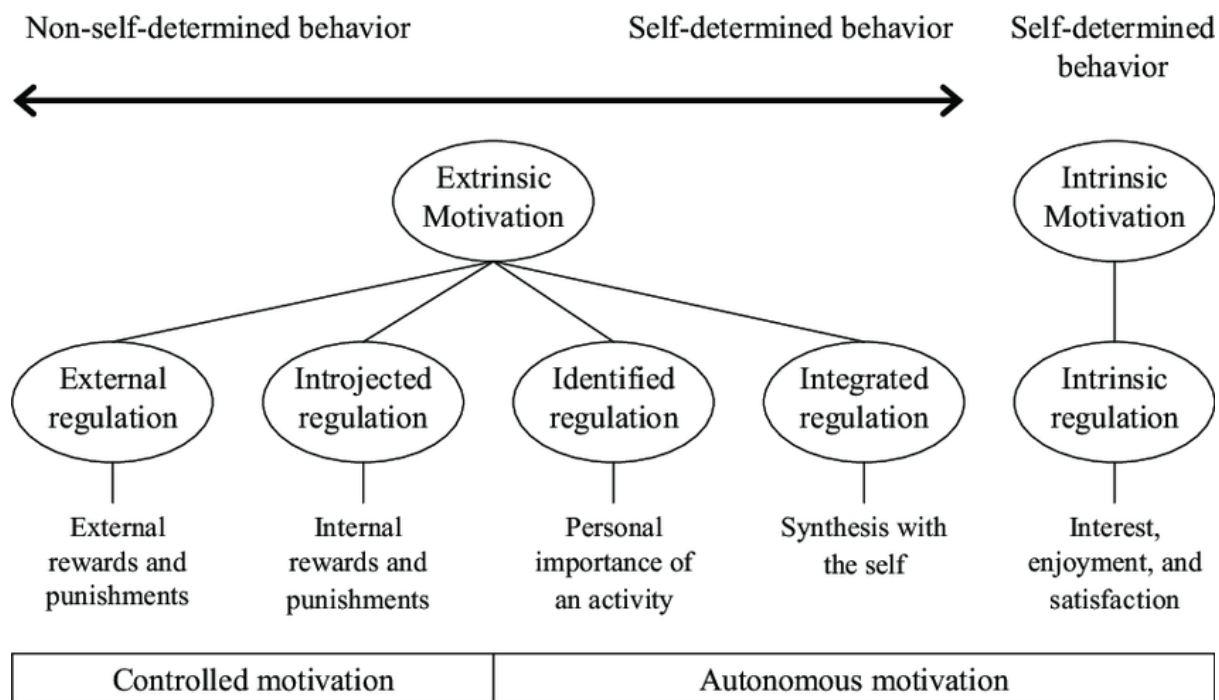 Non-self-determined behavior
Self-determined behavior
Self-determined
behavior
Extrinsic
Motivation
Intrinsic
Motivation
External
regulation
Introjected
regulation
Identified
regulation
Integrated
regulation
Intrinsic
regulation
External
rewards and
punishments
Internal
rewards and
punishments
Personal
importance of
an activity
Synthesis with
the self
Interest,
enjoyment, and
satisfaction
Controlled motivation
Autonomous motivation